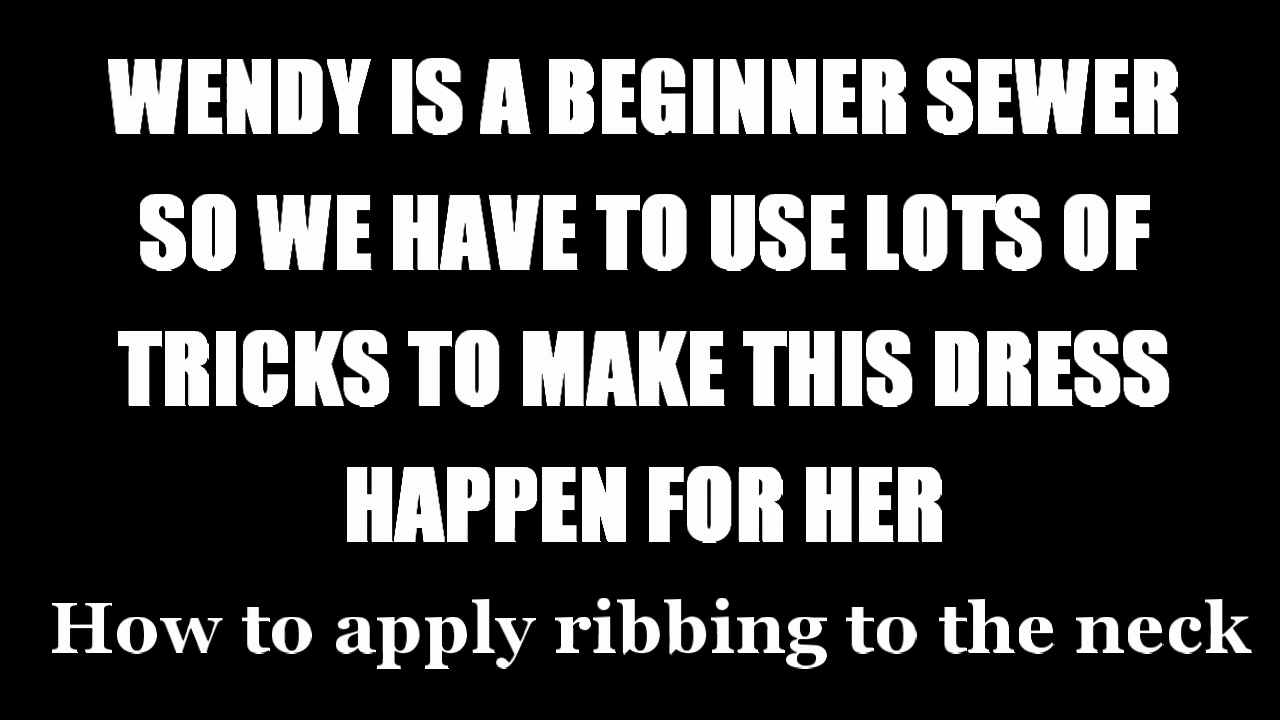 WENDY IS A BEGINNER SEWER
SO WE HAVE TO USE LOTS OF
TRICKS TO MAKE THIS DRESS
HAPPEN FOR HER
How to apply ribbing to the neck